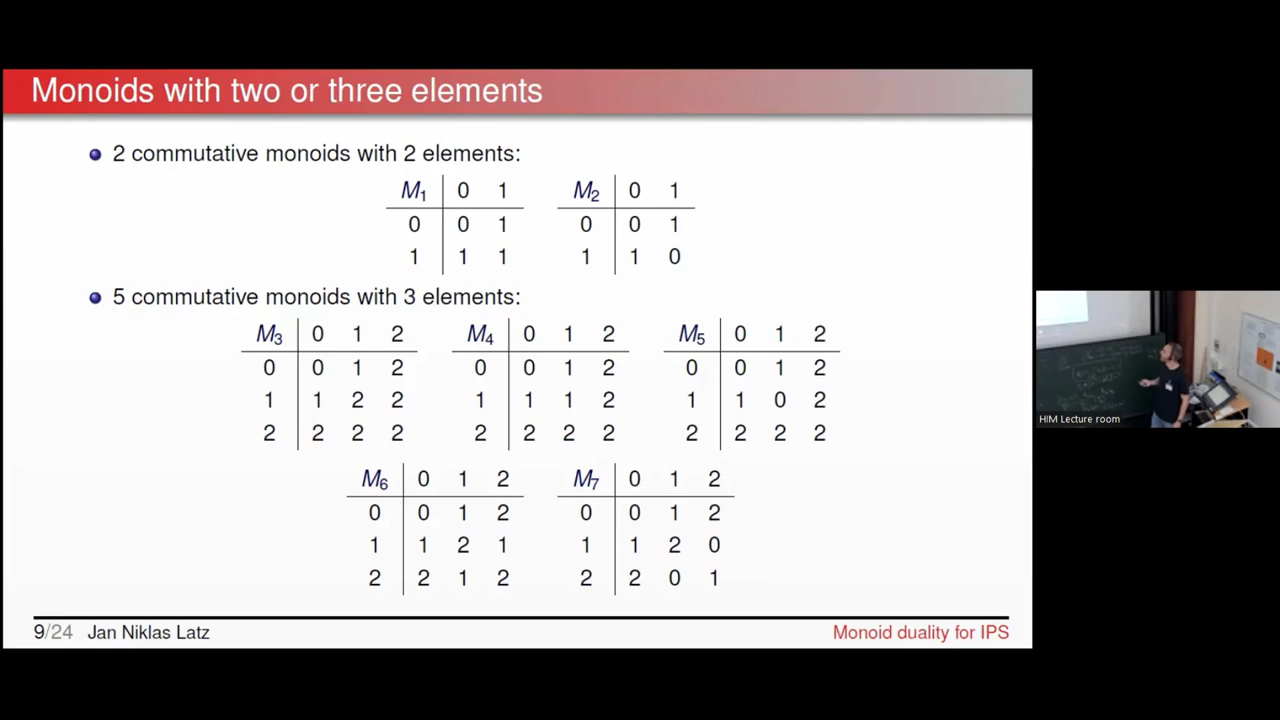 Monoids with two or three elements
2 commutative monoids with 2 elements:
M1 0 1 M2 0 1
0 0 1 0 0 1
1 1 1 1 1 0
5 commutative monoids with 3 elements:
M3 0 1 2 M4 0 1 2 M5 0 1 2
0 0 1 2 0 0 1 2 0 0 1 2
1 1 2 2 1 1 1 2 1 1 0 2
2 2 2 2 2 2 2 2 2 2 2 2
M6 0 1 2 M7 0 1 2
0 0 1 2 0 0 1 2
1 1 2 1 1 1 2 0
2 2 1 2 2 2 0 1
9/24 Jan Niklas Latz
Monoid duality for IPS
HIM Lecture room